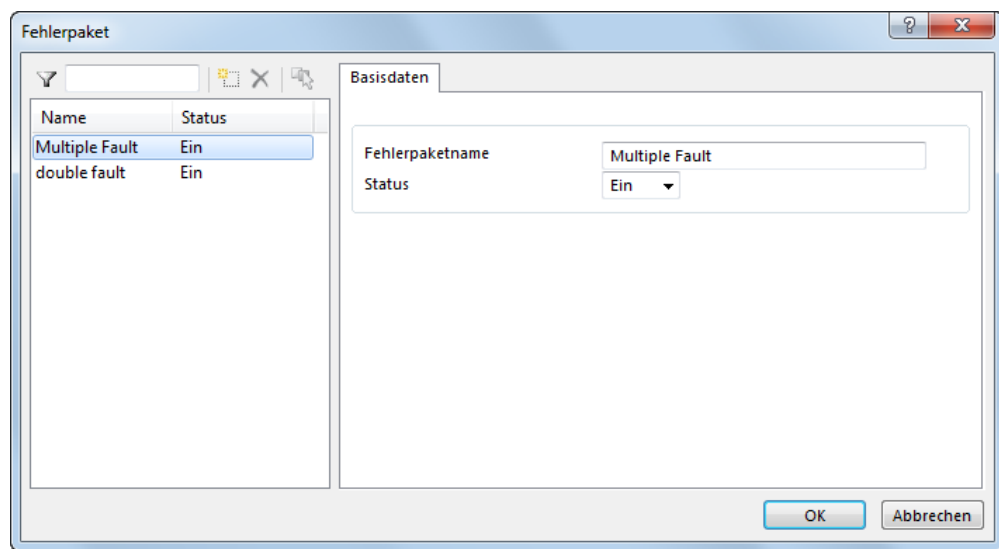 Fehlerpaket
Basisdaten
Name Status
Multiple Fault Ein
double fault Ein
Fehlerpaketname Multiple Fault
Status Ein
OK Abbrechen